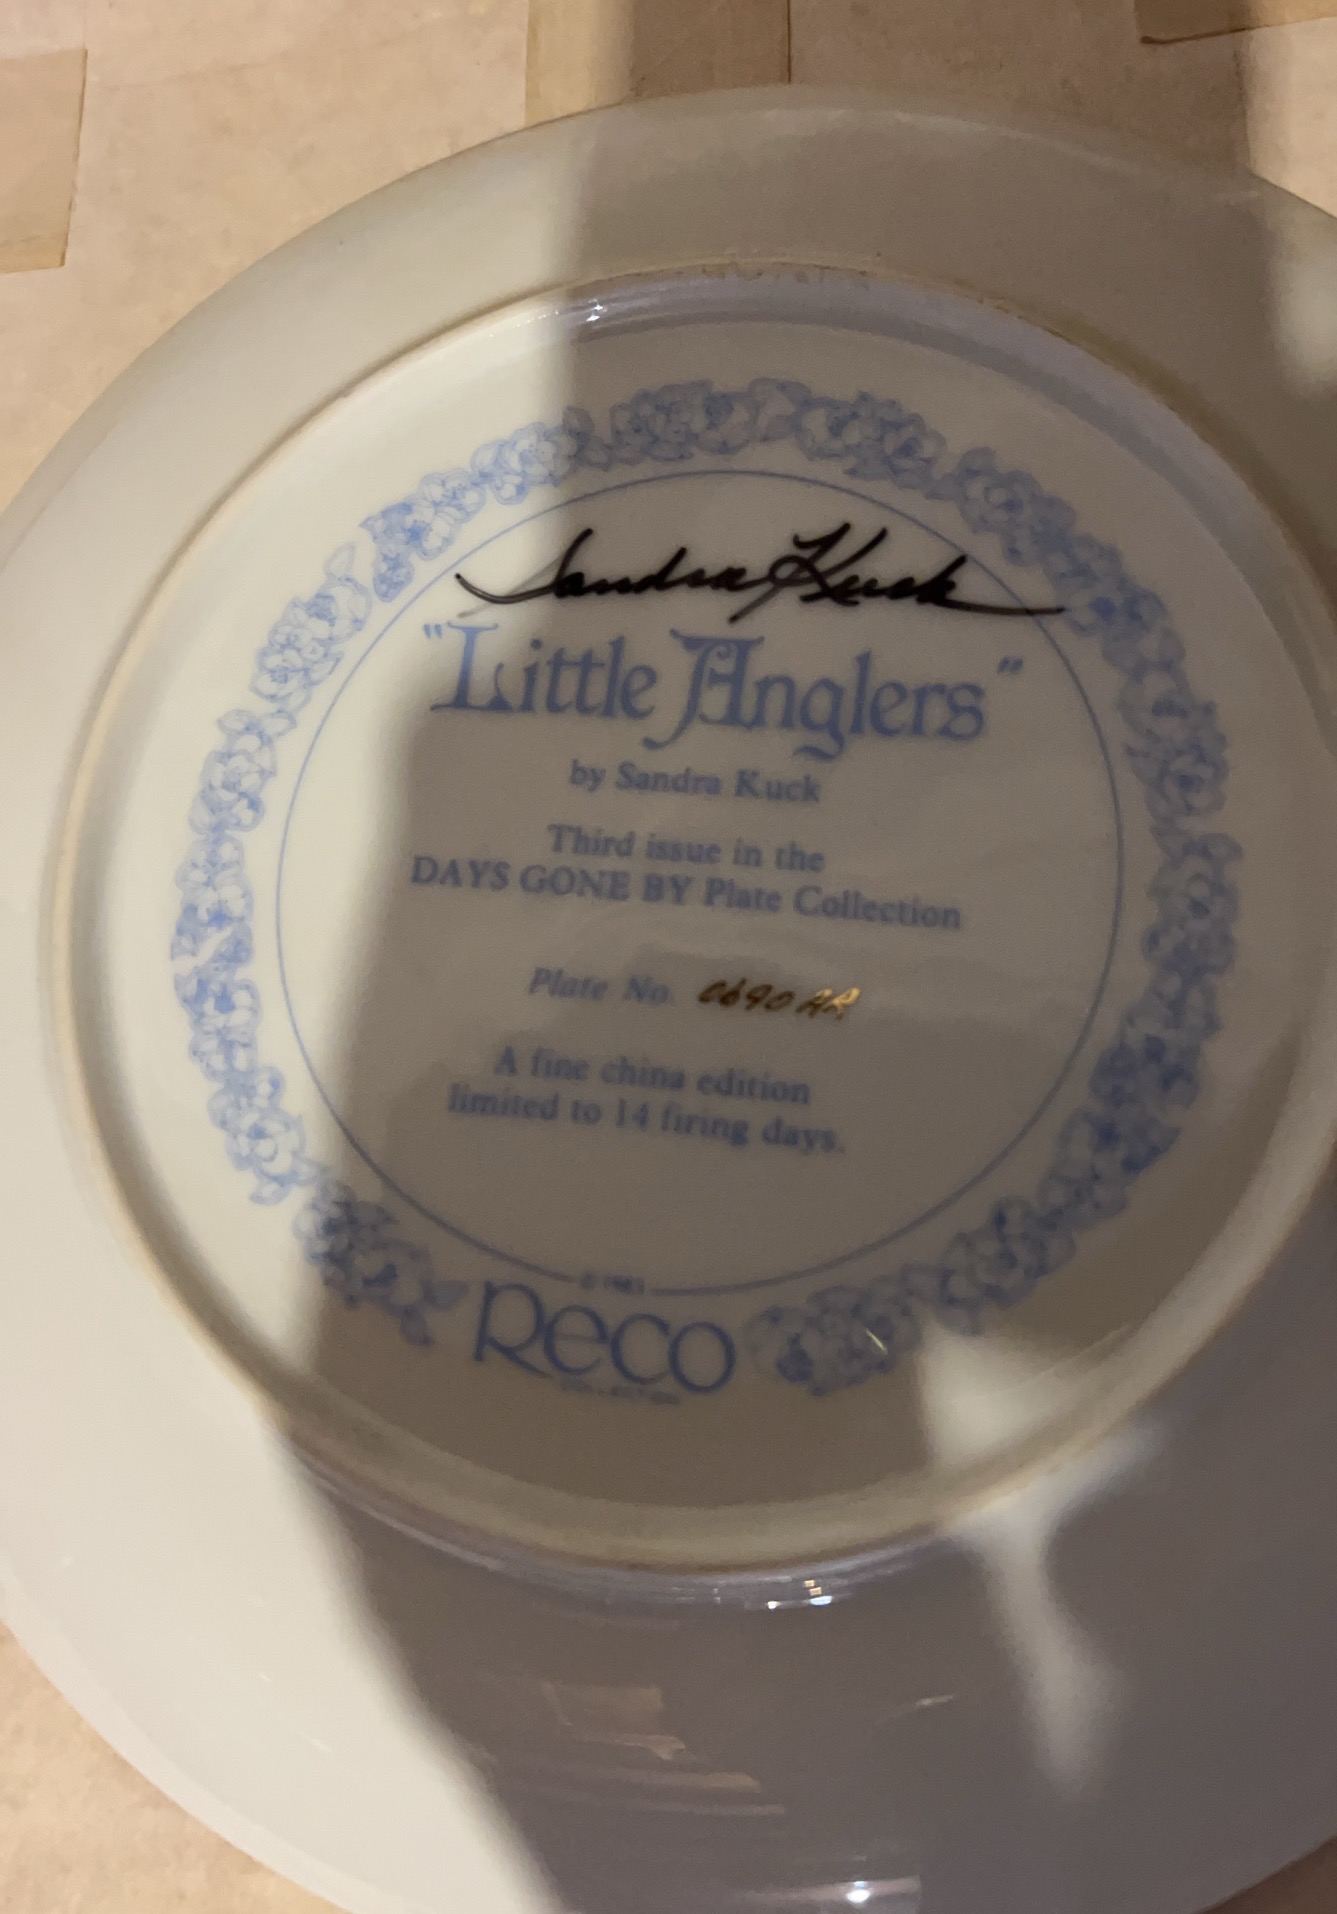 Sandra Kuck
"Little Anglers"
by Sandra Kuck
Third issue in the
DAYS GONE BY Plate Collection
Plate No. 0690 AR
A fine china edition
limited to 14 firing days.
© 1983
Reco